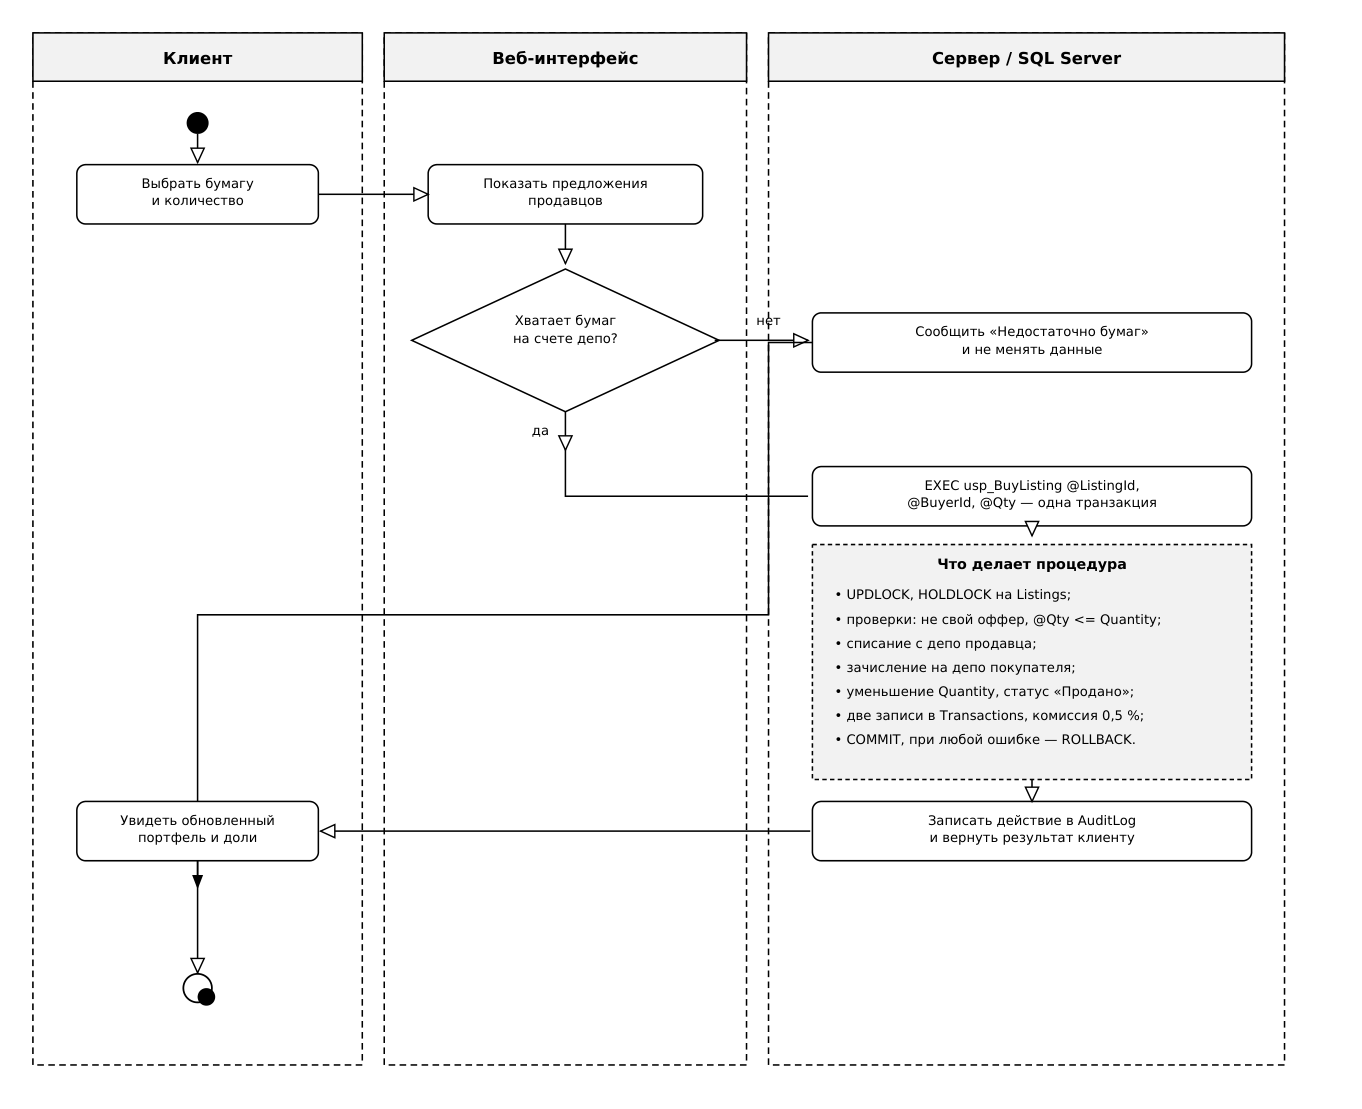 Клиент
Веб-интерфейс
Сервер / SQL Server
Выбрать бумагу
и количество
Показать предложения
продавцов
Хватает бумаг
на счете депо?
нет
Сообщить «Недостаточно бумаг»
и не менять данные
да
EXEC usp_BuyListing @ListingId,
@BuyerId, @Qty — одна транзакция
Что делает процедура
• UPDLOCK, HOLDLOCK на Listings;
• проверки: не свой оффер, @Qty <= Quantity;
• списание с депо продавца;
• зачисление на депо покупателя;
• уменьшение Quantity, статус «Продано»;
• две записи в Transactions, комиссия 0,5 %;
• COMMIT, при любой ошибке — ROLLBACK.
Увидеть обновленный
портфель и доли
Записать действие в AuditLog
и вернуть результат клиенту